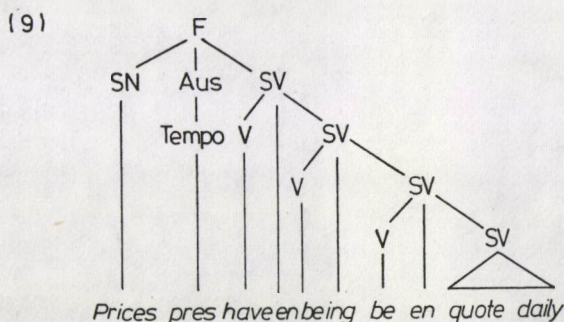 (9)
F
SN Aus SV
Tempo V SV
V SV
V SV
Prices pres have en being be en quote daily